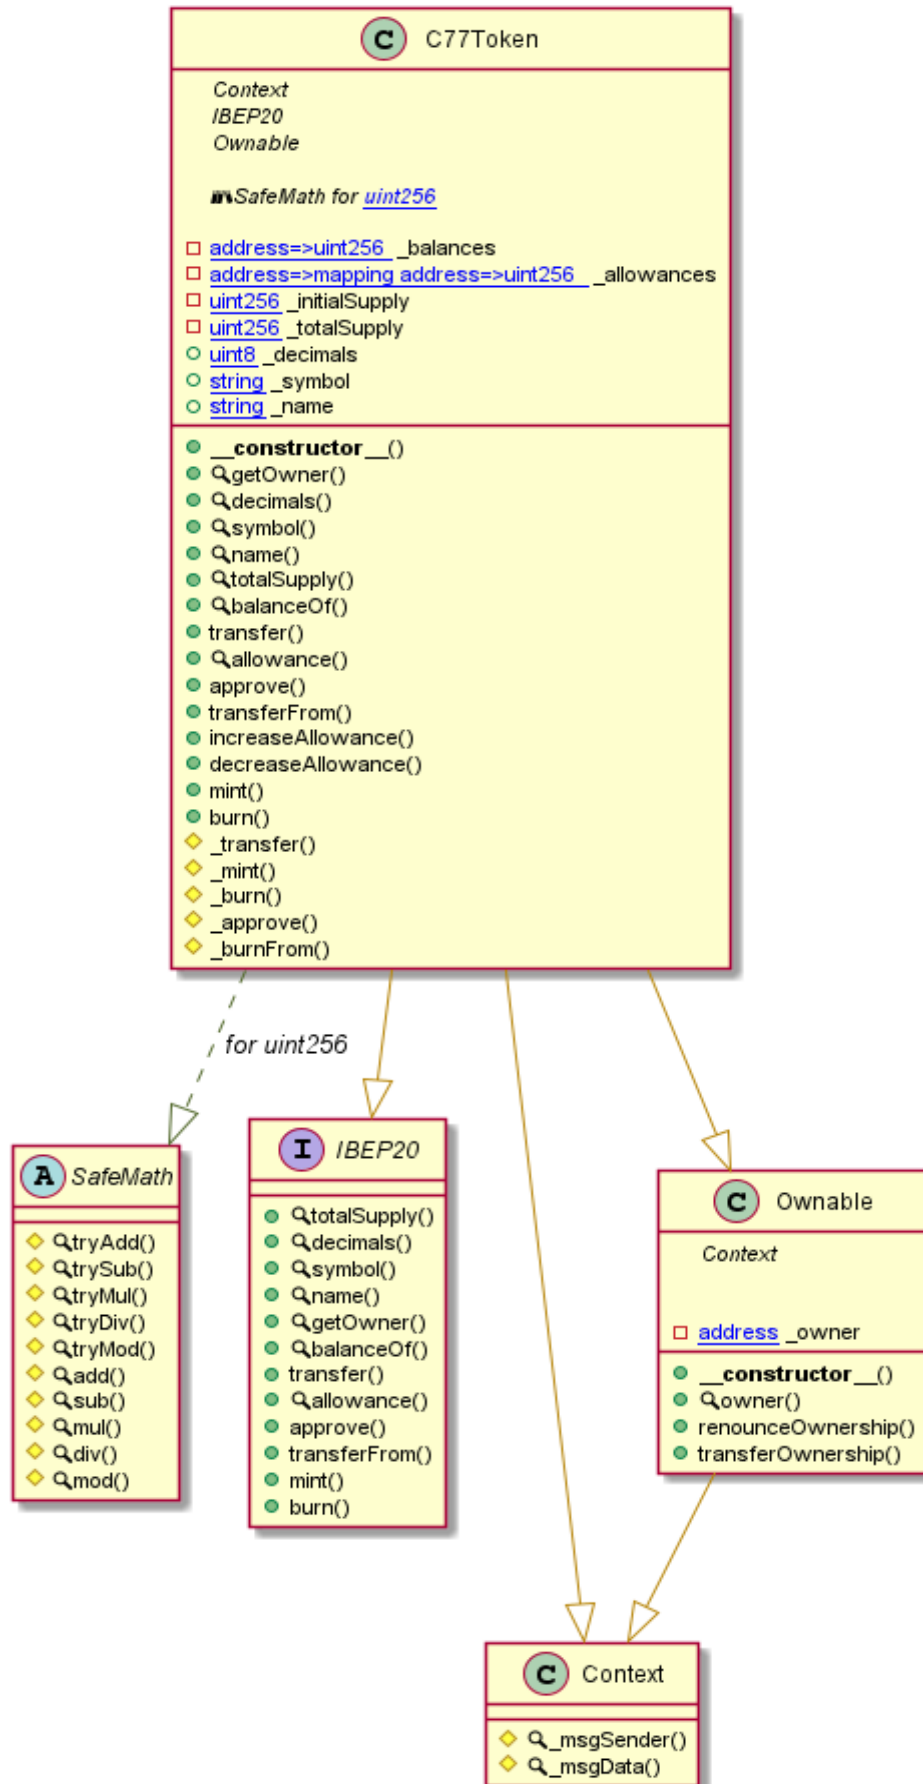 C C77Token
Context
IBEP20
Ownable
SafeMath for uint256
address=>uint256 _balances
address=>mapping address=>uint256 _allowances
uint256 _initialSupply
uint256 _totalSupply
uint8 _decimals
string _symbol
string _name
__constructor__()
getOwner()
decimals()
symbol()
name()
totalSupply()
balanceOf()
transfer()
allowance()
approve()
transferFrom()
increaseAllowance()
decreaseAllowance()
mint()
burn()
_transfer()
_mint()
_burn()
_approve()
_burnFrom()
for uint256
A SafeMath
tryAdd()
trySub()
tryMul()
tryDiv()
tryMod()
add()
sub()
mul()
div()
mod()
I IBEP20
totalSupply()
decimals()
symbol()
name()
getOwner()
balanceOf()
transfer()
allowance()
approve()
transferFrom()
mint()
burn()
C Ownable
Context
address _owner
__constructor__()
owner()
renounceOwnership()
transferOwnership()
C Context
_msgSender()
_msgData()